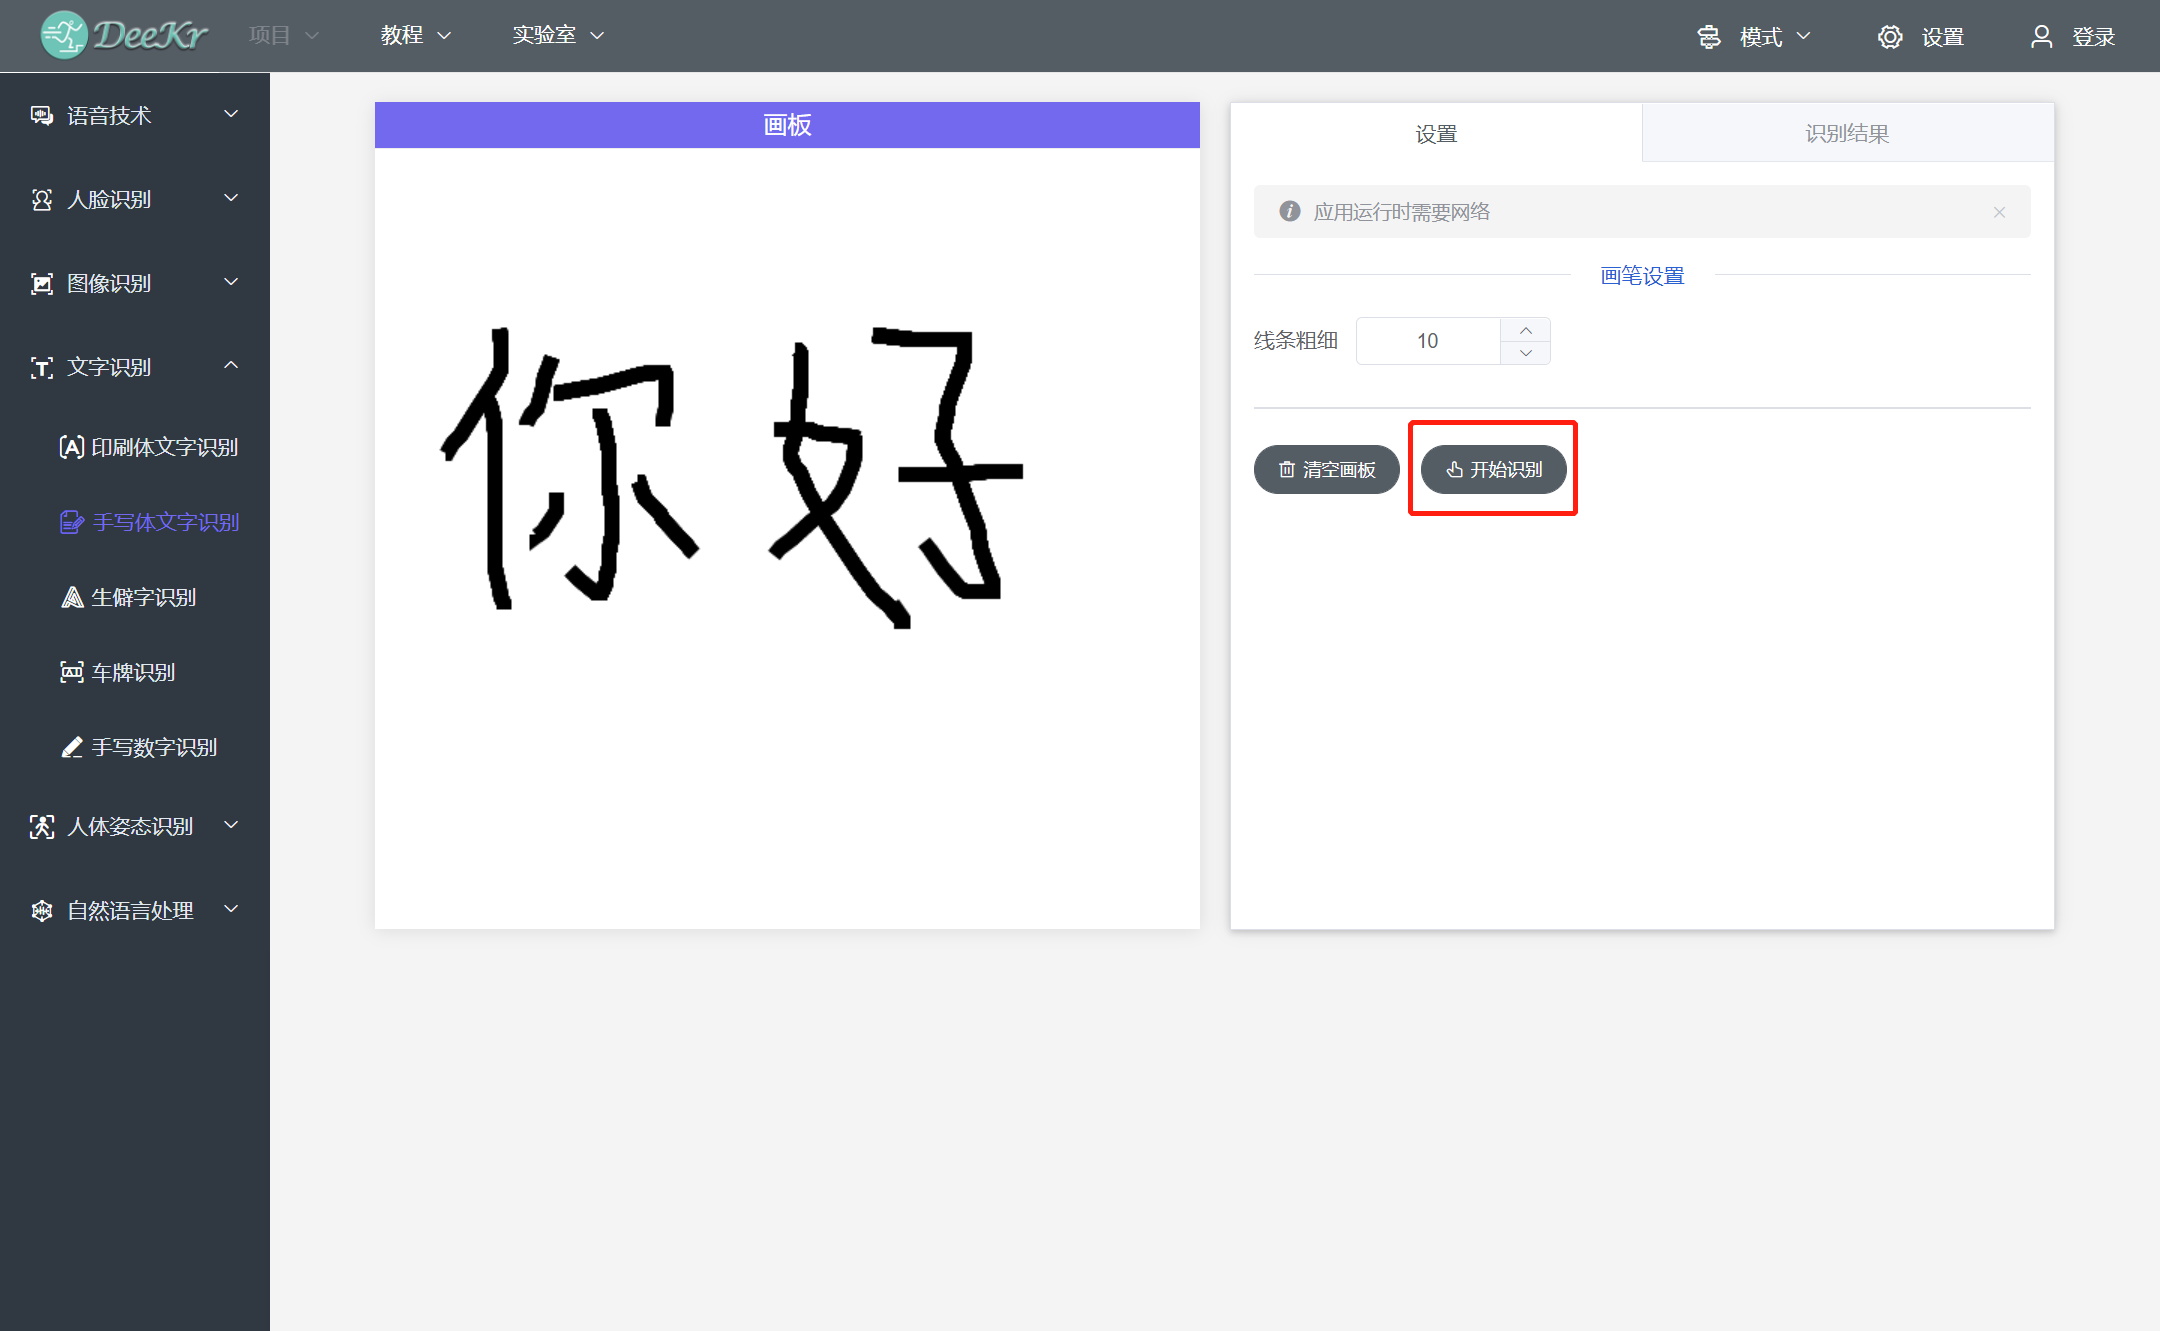 DeeKr 项目 教程 实验室 模式 设置 登录
语音技术
人脸识别
图像识别
文字识别
印刷体文字识别
手写体文字识别
生僻字识别
车牌识别
手写数字识别
人体姿态识别
自然语言处理
画板
你好
设置 识别结果
应用运行时需要网络
画笔设置
线条粗细 10
清空画板 开始识别